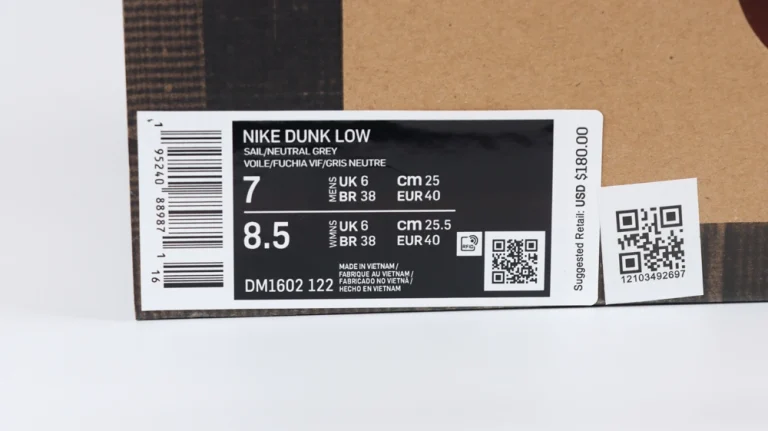 1 95240 88987 1 16
NIKE DUNK LOW
SAIL/NEUTRAL GREY
VOILE/FUCHIA VIF/GRIS NEUTRE
7 MENS UK 6 cm 25
BR 38 EUR 40
8.5 WMNS UK 6 cm 25.5
BR 38 EUR 40
RFID
DM1602 122
MADE IN VIETNAM /
FABRIQUE AU VIETNAM /
FABRICADO NO VIETNÃ /
HECHO EN VIETNAM
Suggested Retail: USD $180.00
12103492697